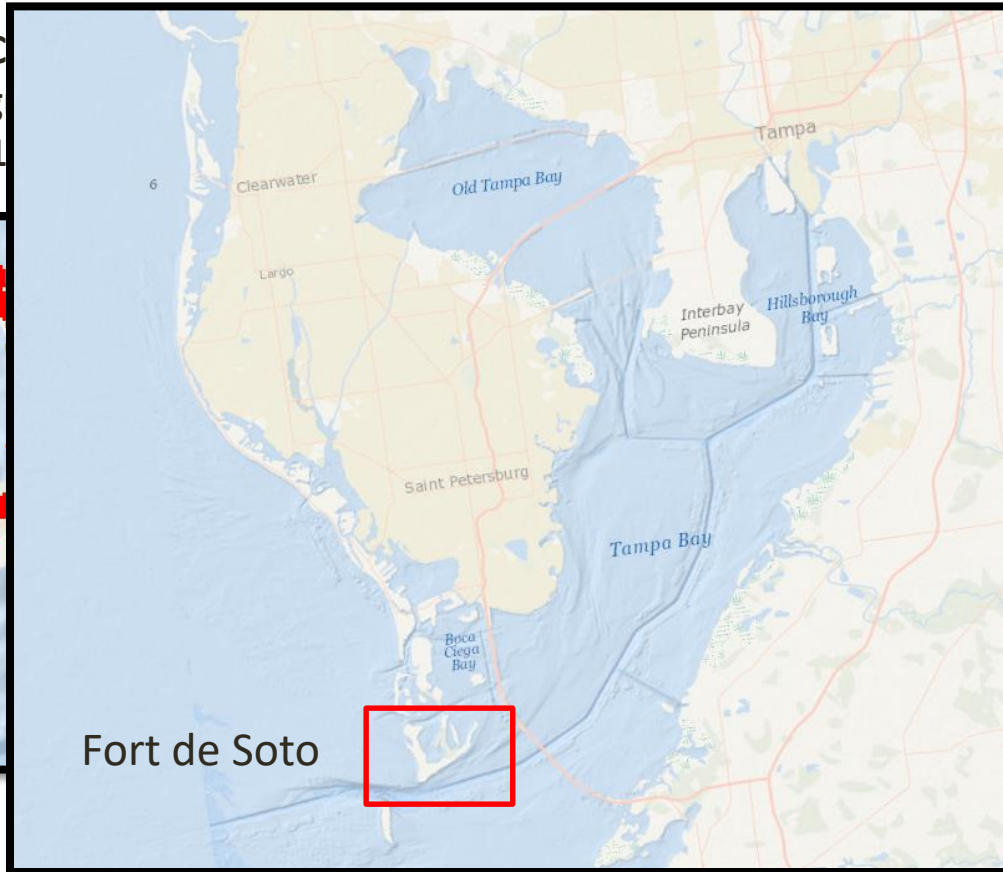 Tampa
Clearwater
6
Old Tampa Bay
Largo
Hillsborough
Bay
Interbay
Peninsula
Saint Petersburg
Tampa Bay
Boca
Ciega
Bay
Fort de Soto